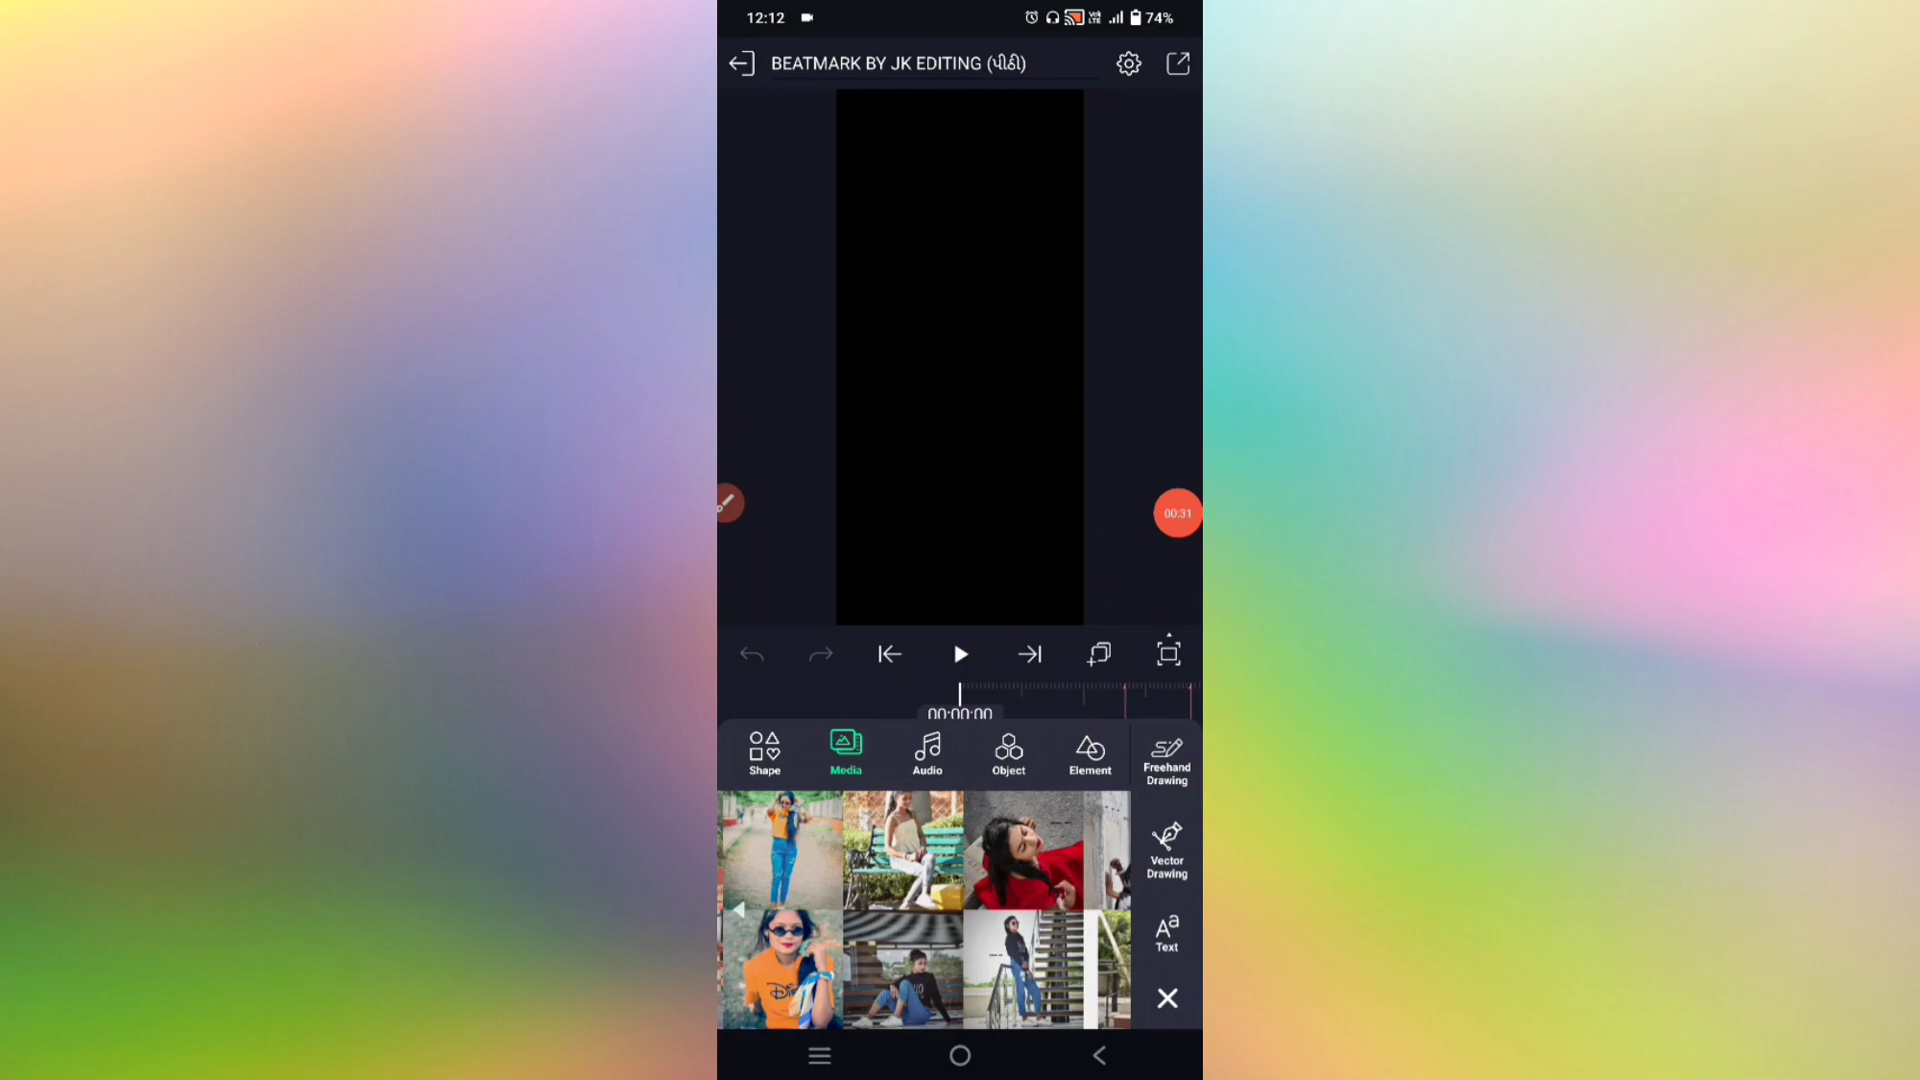 12:12 74%
BEATMARK BY JK EDITING (પીઠી)
00:31
00:00:00
Shape Media Audio Object Element
Freehand
Drawing
Vector
Drawing
Aa
Text